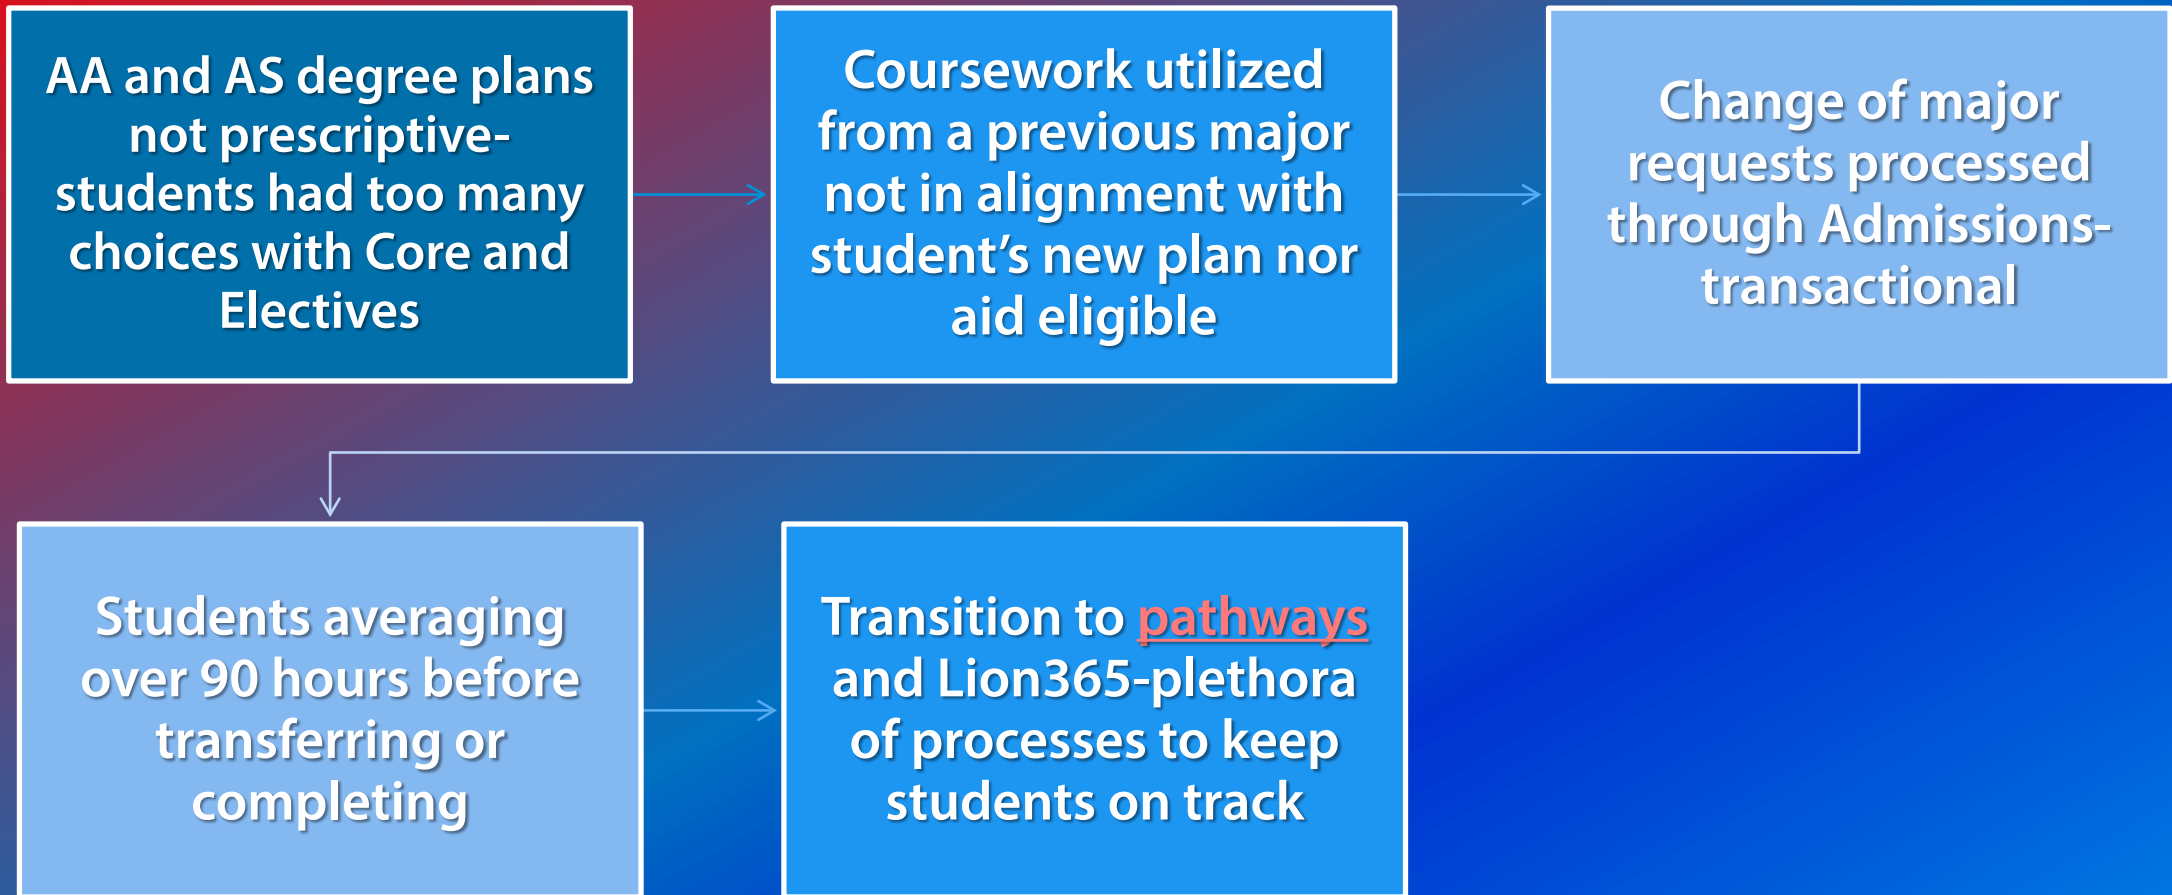 AA and AS degree plans
not prescriptive-
students had too many
choices with Core and
Electives
Coursework utilized
from a previous major
not in alignment with
student’s new plan nor
aid eligible
Change of major
requests processed
through Admissions-
transactional
Students averaging
over 90 hours before
transferring or
completing
Transition to pathways
and Lion365-plethora
of processes to keep
students on track